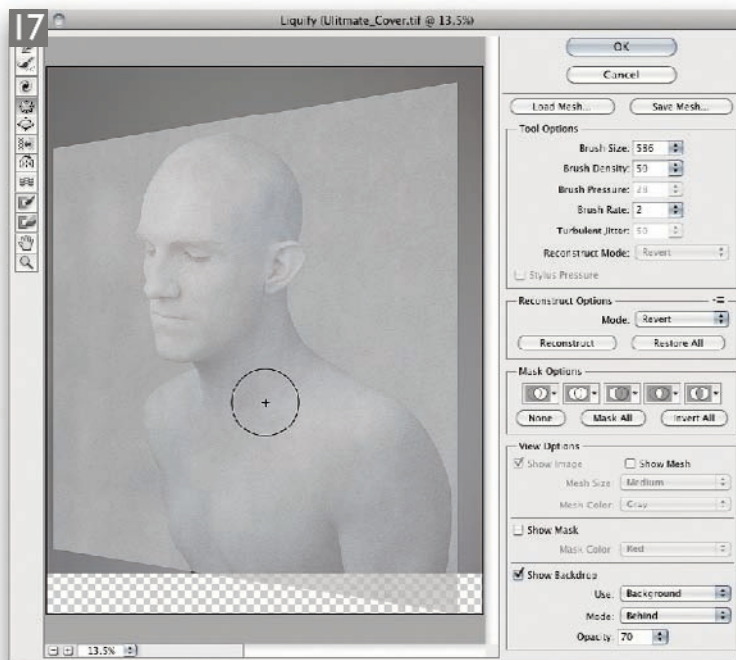 17
Liquify (Ulitmate_Cover.tif @ 13.5%)
OK
Cancel
Load Mesh...
Save Mesh...
Tool Options
Brush Size: 586
Brush Density: 50
Brush Pressure: 28
Brush Rate: 2
Turbulent Jitter: 50
Reconstruct Mode: Revert
Stylus Pressure
Reconstruct Options
Mode: Revert
Reconstruct
Restore All
Mask Options
None
Mask All
Invert All
View Options
Show Image
Show Mesh
Mesh Size: Medium
Mesh Color: Gray
Show Mask
Mask Color: Red
Show Backdrop
Use: Background
Mode: Behind
Opacity: 70
13.5%